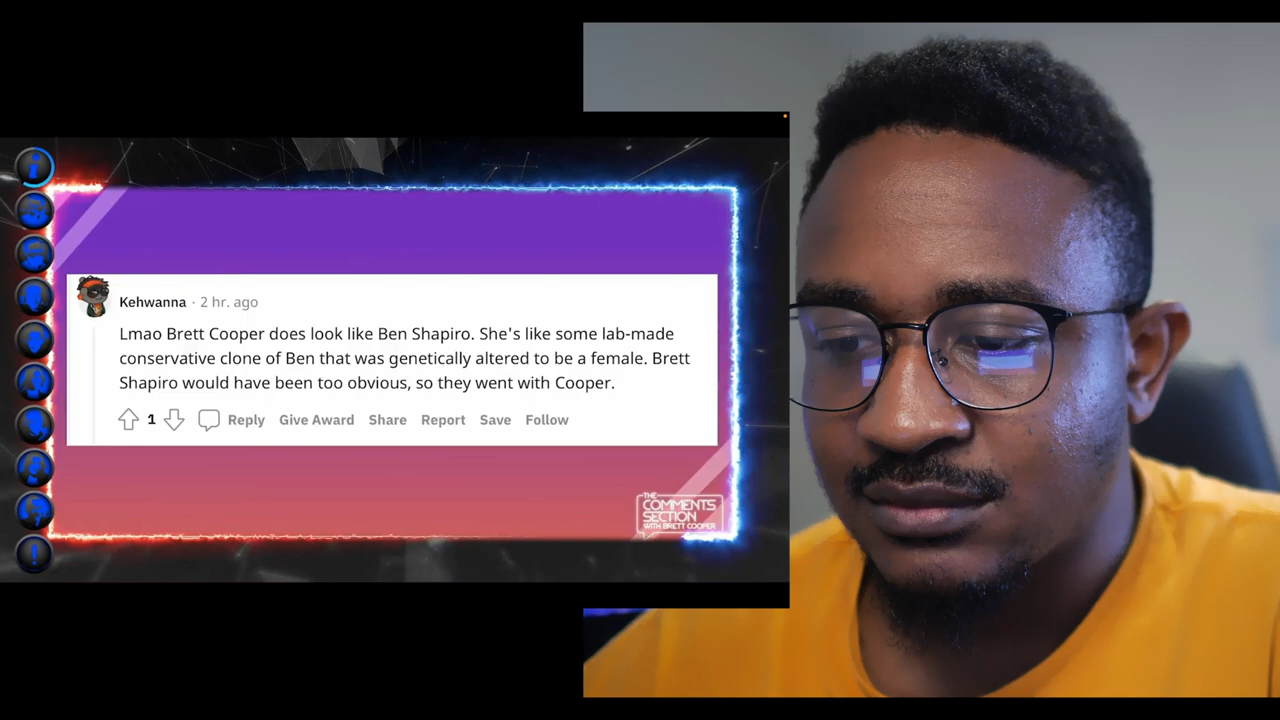 Kehwanna · 2 hr. ago
Lmao Brett Cooper does look like Ben Shapiro. She's like some lab-made
conservative clone of Ben that was genetically altered to be a female. Brett
Shapiro would have been too obvious, so they went with Cooper.
1 Reply Give Award Share Report Save Follow
THE
COMMENTS
SECTION
WITH BRETT COOPER